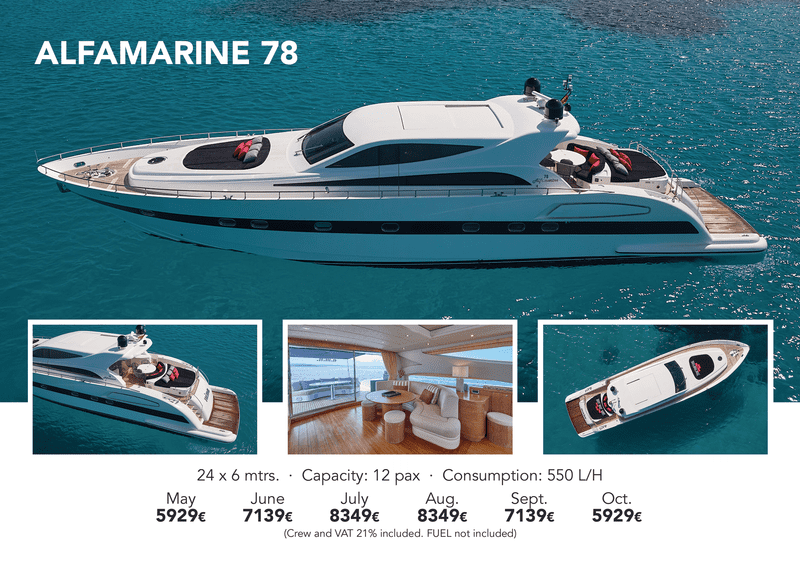 ALFAMARINE 78
24 x 6 mtrs. · Capacity: 12 pax · Consumption: 550 L/H
May June July Aug. Sept. Oct.
5929€ 7139€ 8349€ 8349€ 7139€ 5929€
(Crew and VAT 21% included. FUEL not included)